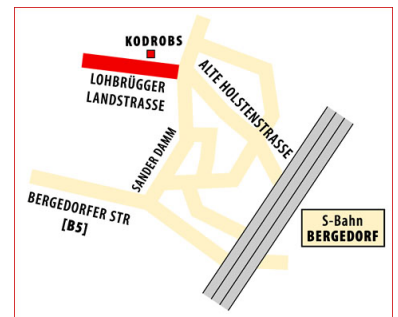 KODROBS
LOHBRÜGGER
LANDSTRASSE
ALTE HOLSTENSTRASSE
SANDER DAMM
BERGEDORFER STR
[B5]
S-Bahn
BERGEDORF